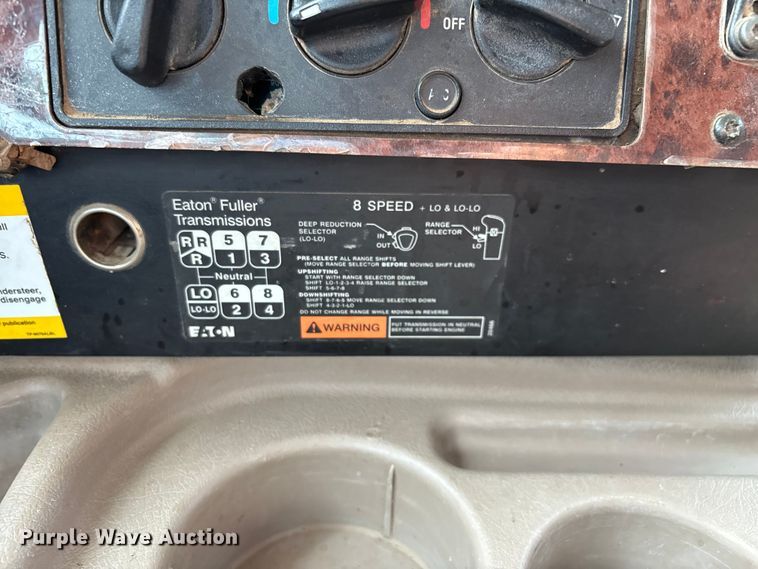 OFF
Eaton® Fuller®
Transmissions
8 SPEED + LO & LO-LO
DEEP REDUCTION
SELECTOR
(LO-LO)
IN
OUT
RANGE
SELECTOR
HI
LO
R R 5 7
R 1 3
Neutral
LO 6 8
LO-LO 2 4
PRE-SELECT ALL RANGE SHIFTS
(MOVE RANGE SELECTOR BEFORE MOVING SHIFT LEVER)
UPSHIFTING
START WITH RANGE SELECTOR DOWN
SHIFT LO-1-2-3-4 RAISE RANGE SELECTOR
SHIFT 5-6-7-8
DOWNSHIFTING
SHIFT 8-7-6-5 MOVE RANGE SELECTOR DOWN
SHIFT 4-3-2-1-LO
DO NOT CHANGE RANGE WHILE MOVING IN REVERSE
EATON
WARNING
PUT TRANSMISSION IN NEUTRAL
BEFORE STARTING ENGINE
ndersteer,
disengage
publication
Purple Wave Auction